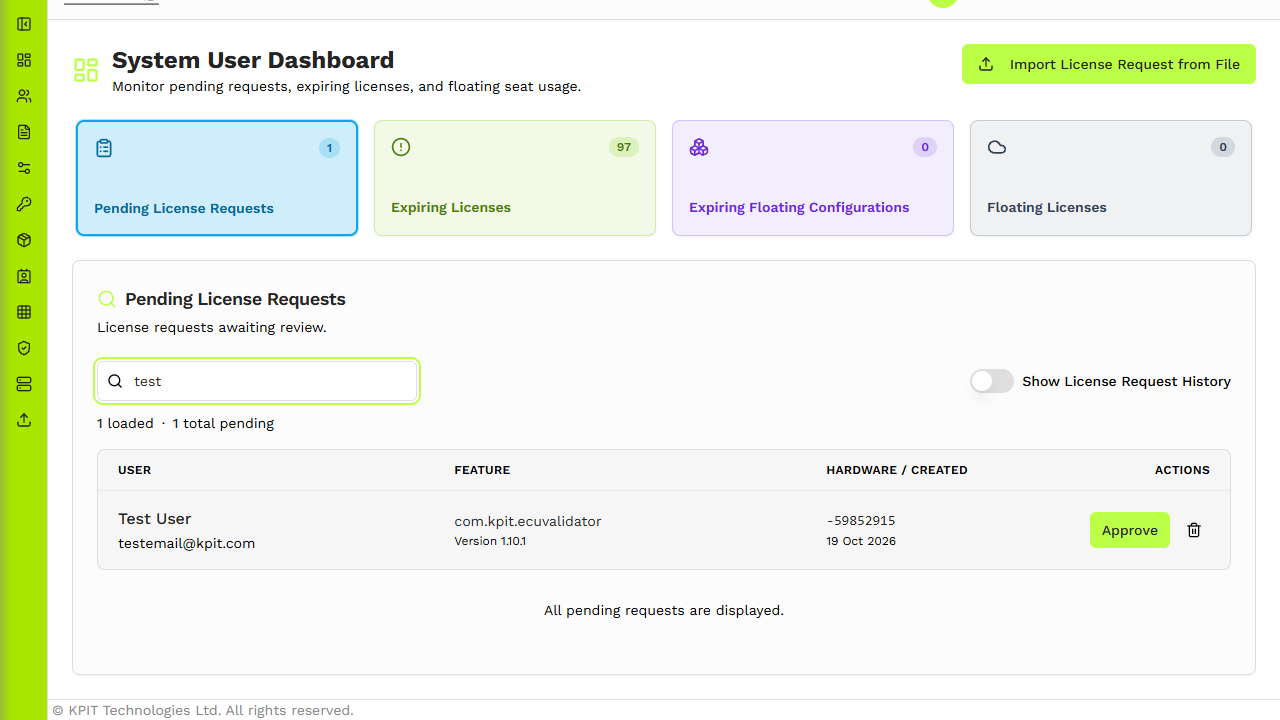 System User Dashboard
Monitor pending requests, expiring licenses, and floating seat usage.
Import License Request from File
1
Pending License Requests
97
Expiring Licenses
0
Expiring Floating Configurations
0
Floating Licenses
Pending License Requests
License requests awaiting review.
test
Show License Request History
1 loaded · 1 total pending
USER FEATURE HARDWARE / CREATED ACTIONS
Test User com.kpit.ecuvalidator -59852915 Approve
testemail@kpit.com Version 1.10.1 19 Oct 2026
All pending requests are displayed.
© KPIT Technologies Ltd. All rights reserved.